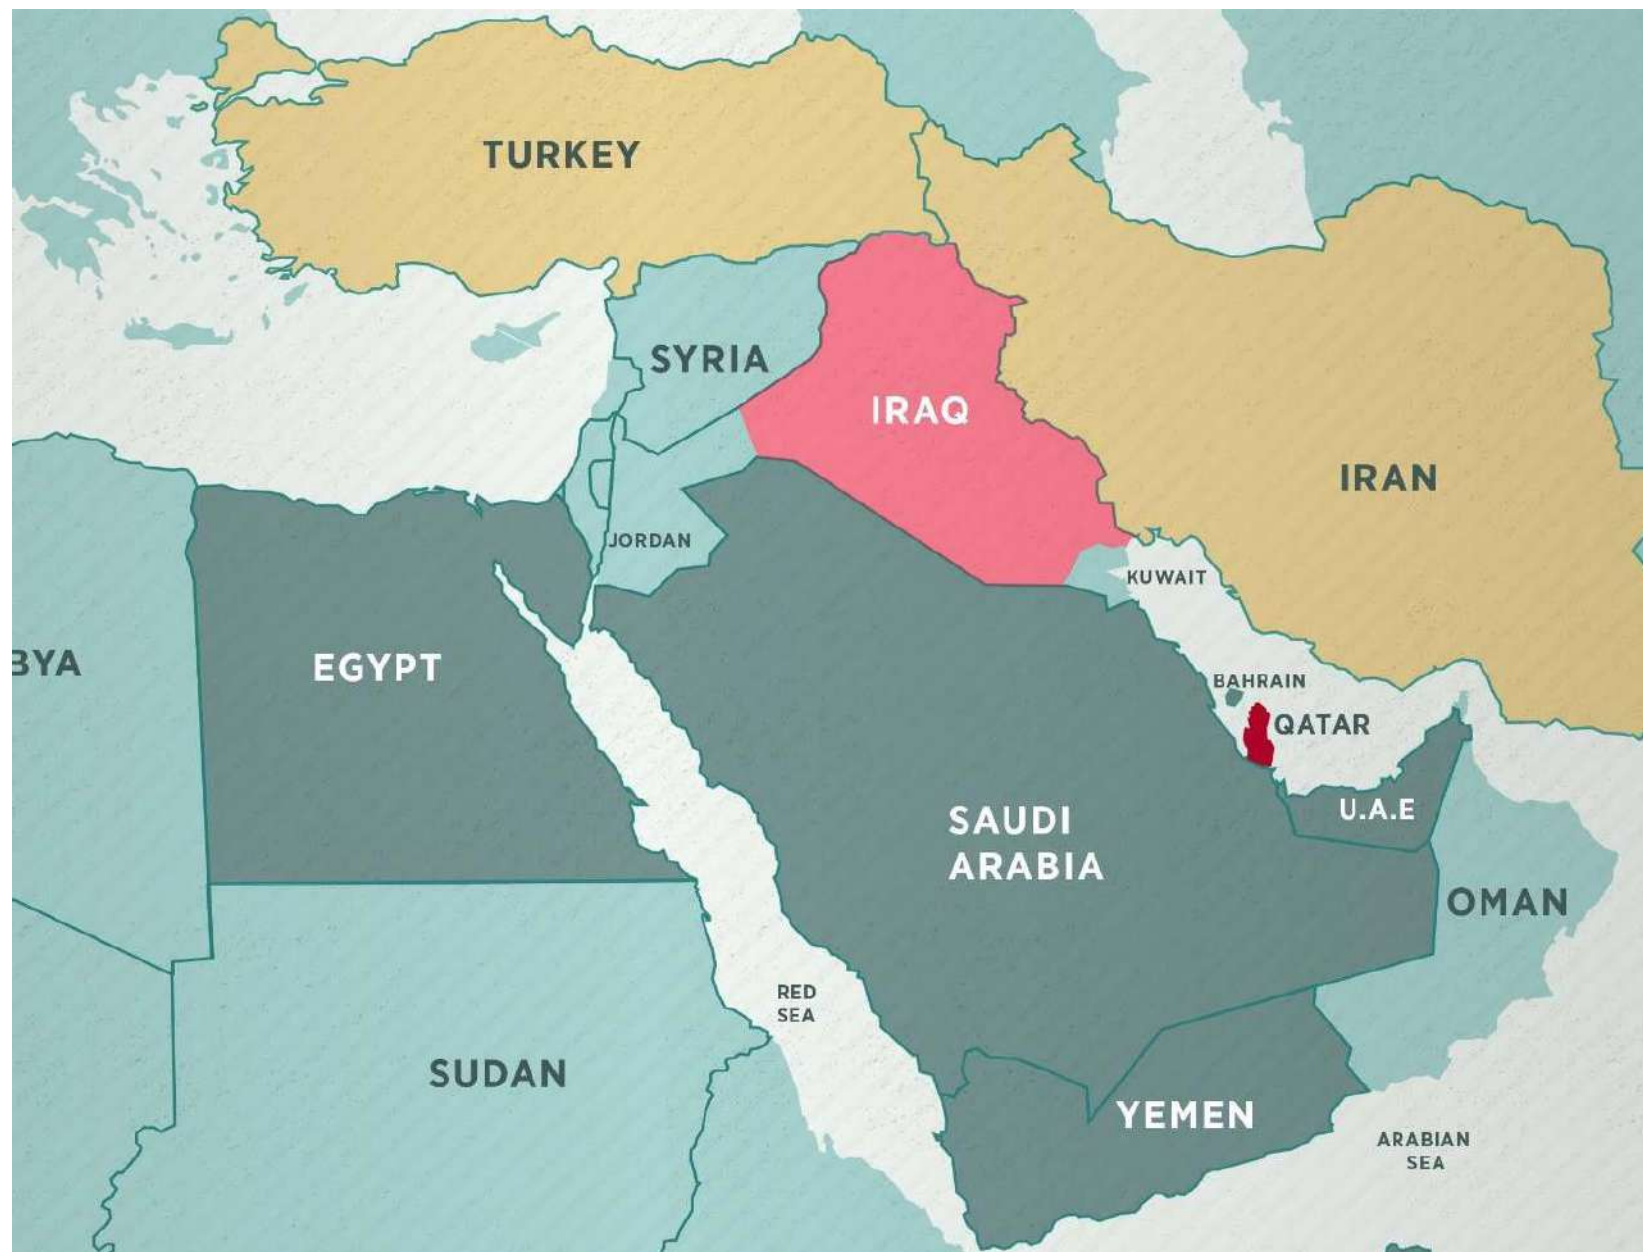 TURKEY
SYRIA
IRAQ
IRAN
JORDAN
KUWAIT
BYA
EGYPT
BAHRAIN
QATAR
U.A.E
SAUDI
ARABIA
OMAN
RED
SEA
SUDAN
YEMEN
ARABIAN
SEA